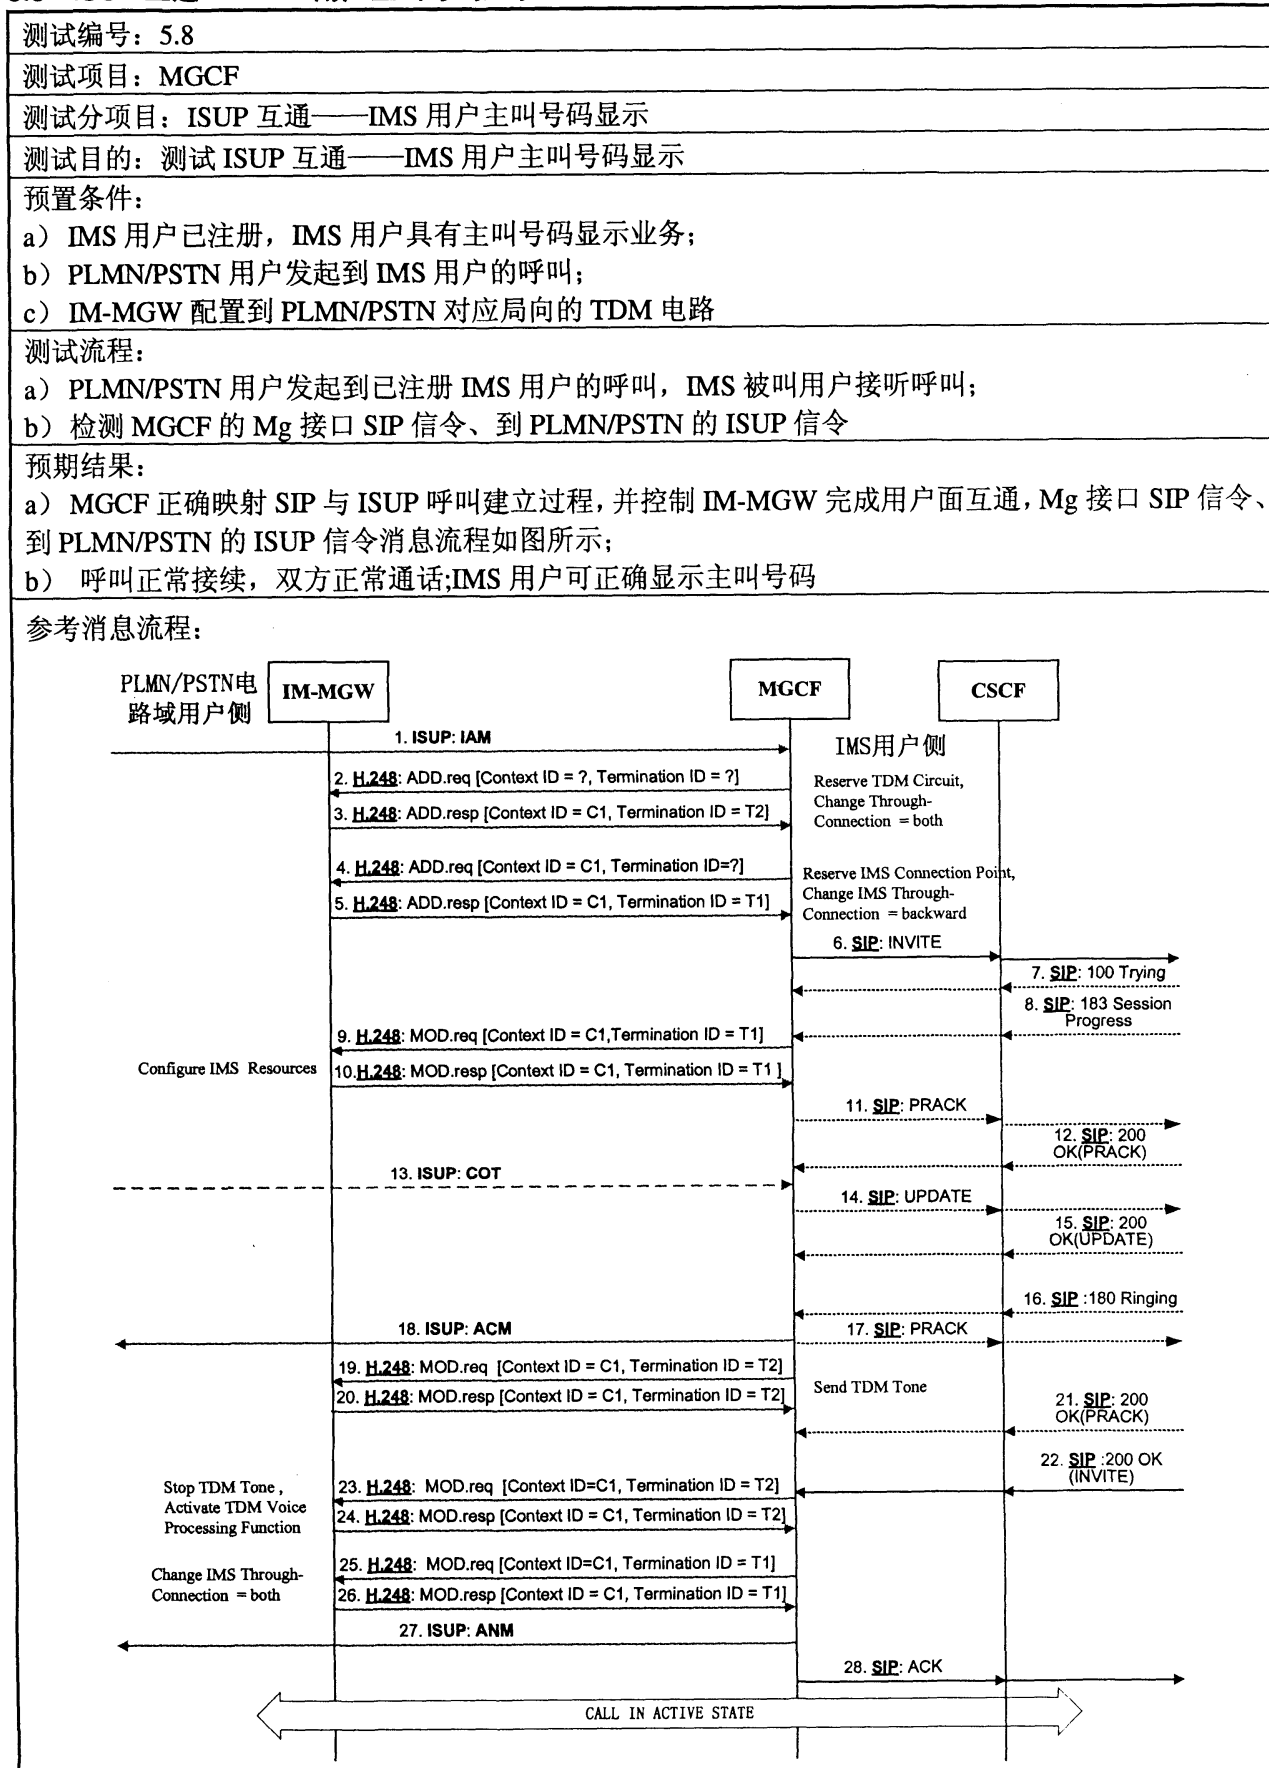 测试编号：5.8
测试项目：MGCF
测试分项目：ISUP 互通——IMS 用户主叫号码显示
测试目的：测试 ISUP 互通——IMS 用户主叫号码显示
预置条件：
a）IMS 用户已注册，IMS 用户具有主叫号码显示业务；
b）PLMN/PSTN 用户发起到 IMS 用户的呼叫；
c）IM-MGW 配置到 PLMN/PSTN 对应局向的 TDM 电路
测试流程：
a）PLMN/PSTN 用户发起到已注册 IMS 用户的呼叫，IMS 被叫用户接听呼叫；
b）检测 MGCF 的 Mg 接口 SIP 信令、到 PLMN/PSTN 的 ISUP 信令
预期结果：
a）MGCF 正确映射 SIP 与 ISUP 呼叫建立过程，并控制 IM-MGW 完成用户面互通，Mg 接口 SIP 信令、
到 PLMN/PSTN 的 ISUP 信令消息流程如图所示；
b） 呼叫正常接续，双方正常通话;IMS 用户可正确显示主叫号码
参考消息流程：
PLMN/PSTN电
路域用户侧
IM-MGW
MGCF
CSCF
1. ISUP: IAM
IMS用户侧
2. H.248: ADD.req [Context ID = ?, Termination ID = ?]
Reserve TDM Circuit,
Change Through-
Connection = both
3. H.248: ADD.resp [Context ID = C1, Termination ID = T2]
4. H.248: ADD.req [Context ID = C1, Termination ID=?]
Reserve IMS Connection Point,
Change IMS Through-
Connection = backward
5. H.248: ADD.resp [Context ID = C1, Termination ID = T1]
6. SIP: INVITE
7. SIP: 100 Trying
8. SIP: 183 Session
Progress
9. H.248: MOD.req [Context ID = C1,Termination ID = T1]
Configure IMS Resources
10.H.248: MOD.resp [Context ID = C1, Termination ID = T1 ]
11. SIP: PRACK
12. SIP: 200
OK(PRACK)
13. ISUP: COT
14. SIP: UPDATE
15. SIP: 200
OK(UPDATE)
16. SIP :180 Ringing
18. ISUP: ACM
17. SIP: PRACK
19. H.248: MOD.req [Context ID = C1, Termination ID = T2]
Send TDM Tone
20. H.248: MOD.resp [Context ID = C1, Termination ID = T2]
21. SIP: 200
OK(PRACK)
22. SIP :200 OK
(INVITE)
Stop TDM Tone ,
Activate TDM Voice
Processing Function
23. H.248: MOD.req [Context ID=C1, Termination ID = T2]
24. H.248: MOD.resp [Context ID = C1, Termination ID = T2]
Change IMS Through-
Connection = both
25. H.248: MOD.req [Context ID=C1, Termination ID = T1]
26. H.248: MOD.resp [Context ID = C1, Termination ID = T1]
27. ISUP: ANM
28. SIP: ACK
CALL IN ACTIVE STATE